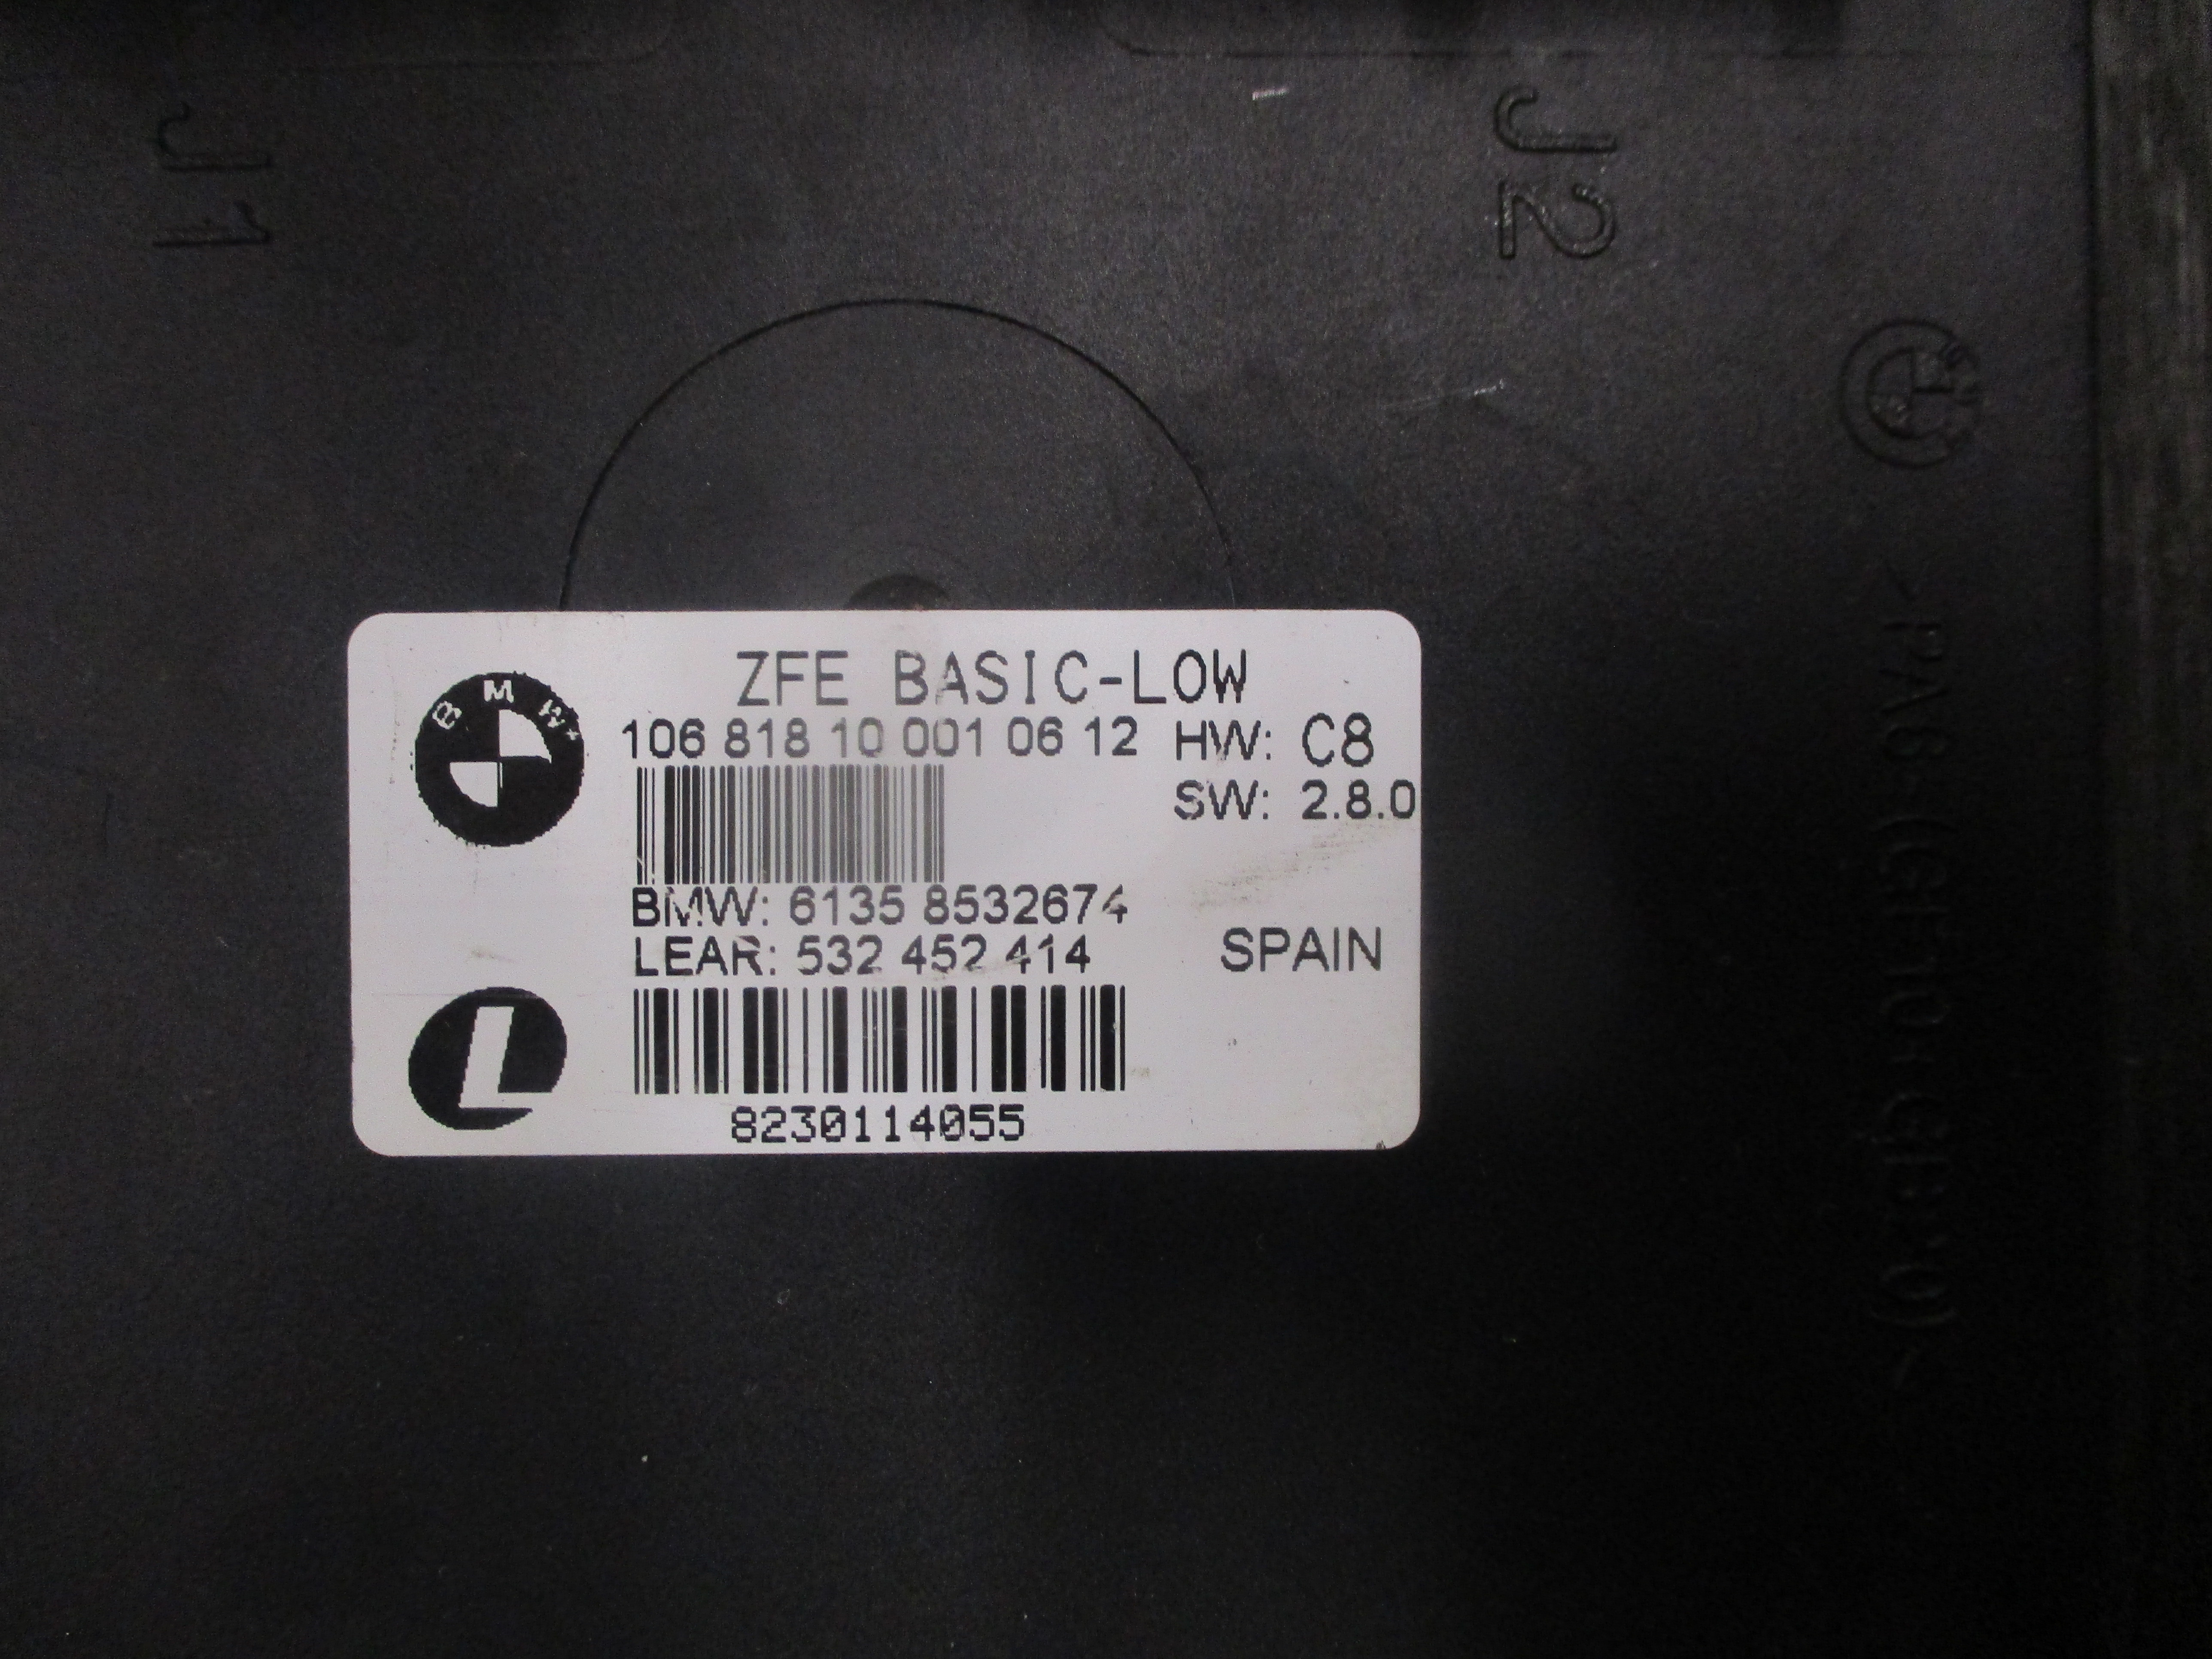 J1
J2
ZFE BASIC-LOW
BMW
106 818 10 001 06 12 HW: C8
SW: 2.8.0
BMW: 6135 8532674
LEAR: 532 452 414
SPAIN
L
8230114055